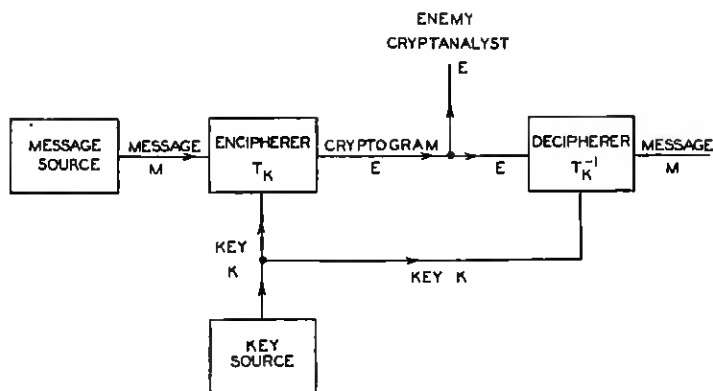 ENEMY
CRYPTANALYST
E
MESSAGE
SOURCE
MESSAGE
M
ENCIPHERER
T_K
CRYPTOGRAM
E
E
DECIPHERER
T_K^-1
MESSAGE
M
KEY
K
KEY K
KEY
SOURCE